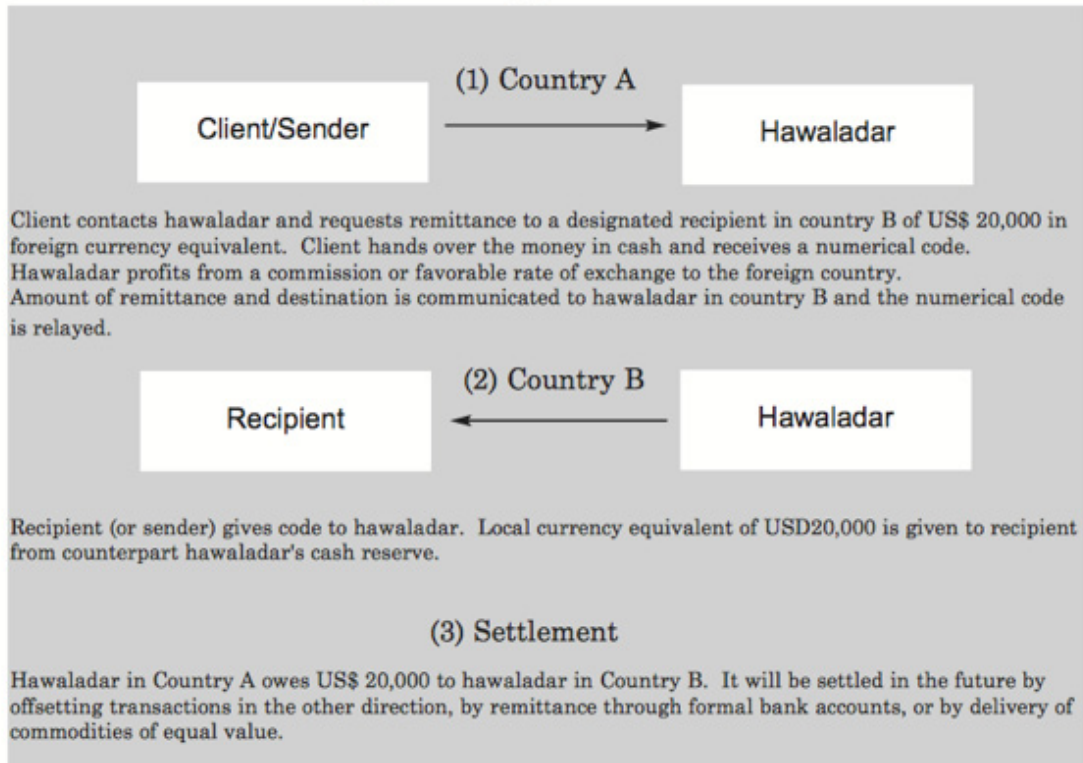 (1) Country A
Client/Sender
Hawaladar
Client contacts hawaladar and requests remittance to a designated recipient in country B of US$ 20,000 in
foreign currency equivalent. Client hands over the money in cash and receives a numerical code.
Hawaladar profits from a commission or favorable rate of exchange to the foreign country.
Amount of remittance and destination is communicated to hawaladar in country B and the numerical code
is relayed.
(2) Country B
Recipient
Hawaladar
Recipient (or sender) gives code to hawaladar. Local currency equivalent of USD20,000 is given to recipient
from counterpart hawaladar's cash reserve.
(3) Settlement
Hawaladar in Country A owes US$ 20,000 to hawaladar in Country B. It will be settled in the future by
offsetting transactions in the other direction, by remittance through formal bank accounts, or by delivery of
commodities of equal value.